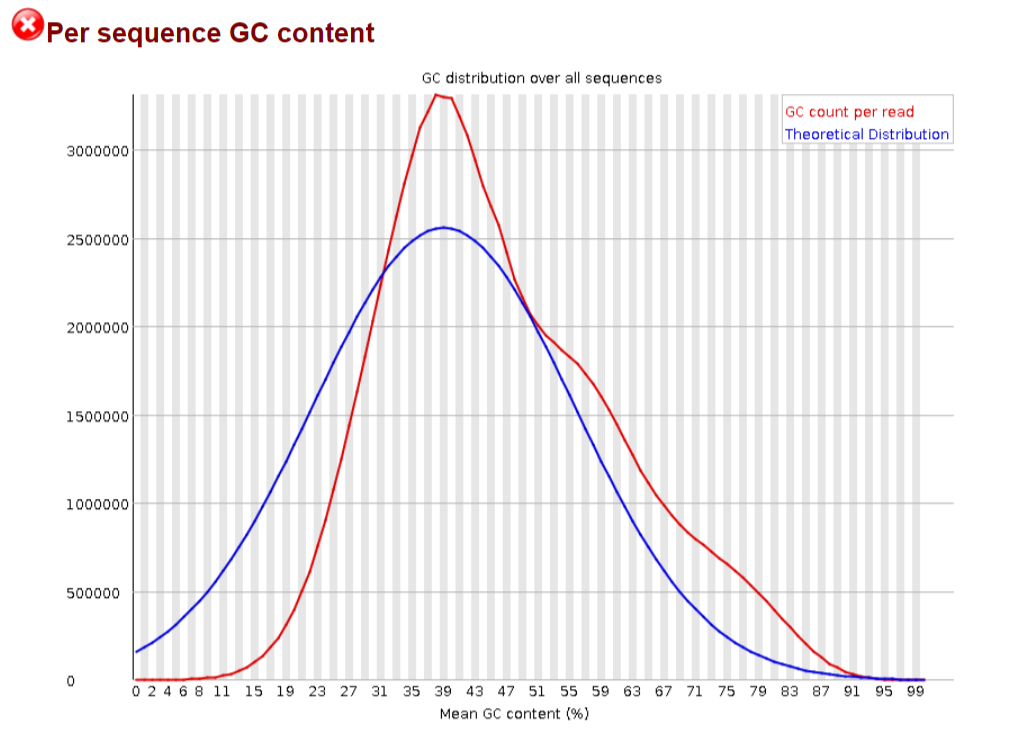 Per sequence GC content
GC distribution over all sequences
GC count per read
Theoretical Distribution
3000000
2500000
2000000
1500000
1000000
500000
0
0 2 4 6 8 11 15 19 23 27 31 35 39 43 47 51 55 59 63 67 71 75 79 83 87 91 95 99
Mean GC content (%)